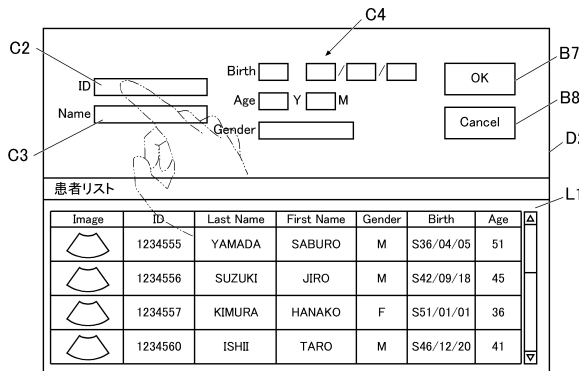 C4
C2
B7
Birth / /
OK
ID
Age Y M
Name
B8
Cancel
Gender
C3
患者リスト
L1
Image ID Last Name First Name Gender Birth Age
1234555 YAMADA SABURO M S36/04/05 51
1234556 SUZUKI JIRO M S42/09/18 45
1234557 KIMURA HANAKO F S51/01/01 36
1234560 ISHII TARO M S46/12/20 41